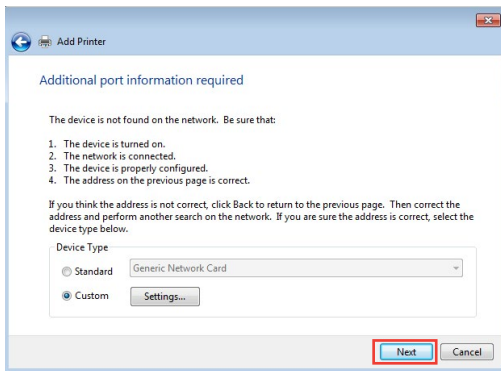 Add Printer
Additional port information required
The device is not found on the network. Be sure that:
1. The device is turned on.
2. The network is connected.
3. The device is properly configured.
4. The address on the previous page is correct.
If you think the address is not correct, click Back to return to the previous page. Then correct the
address and perform another search on the network. If you are sure the address is correct, select the
device type below.
Device Type
Standard Generic Network Card
Custom Settings...
Next Cancel